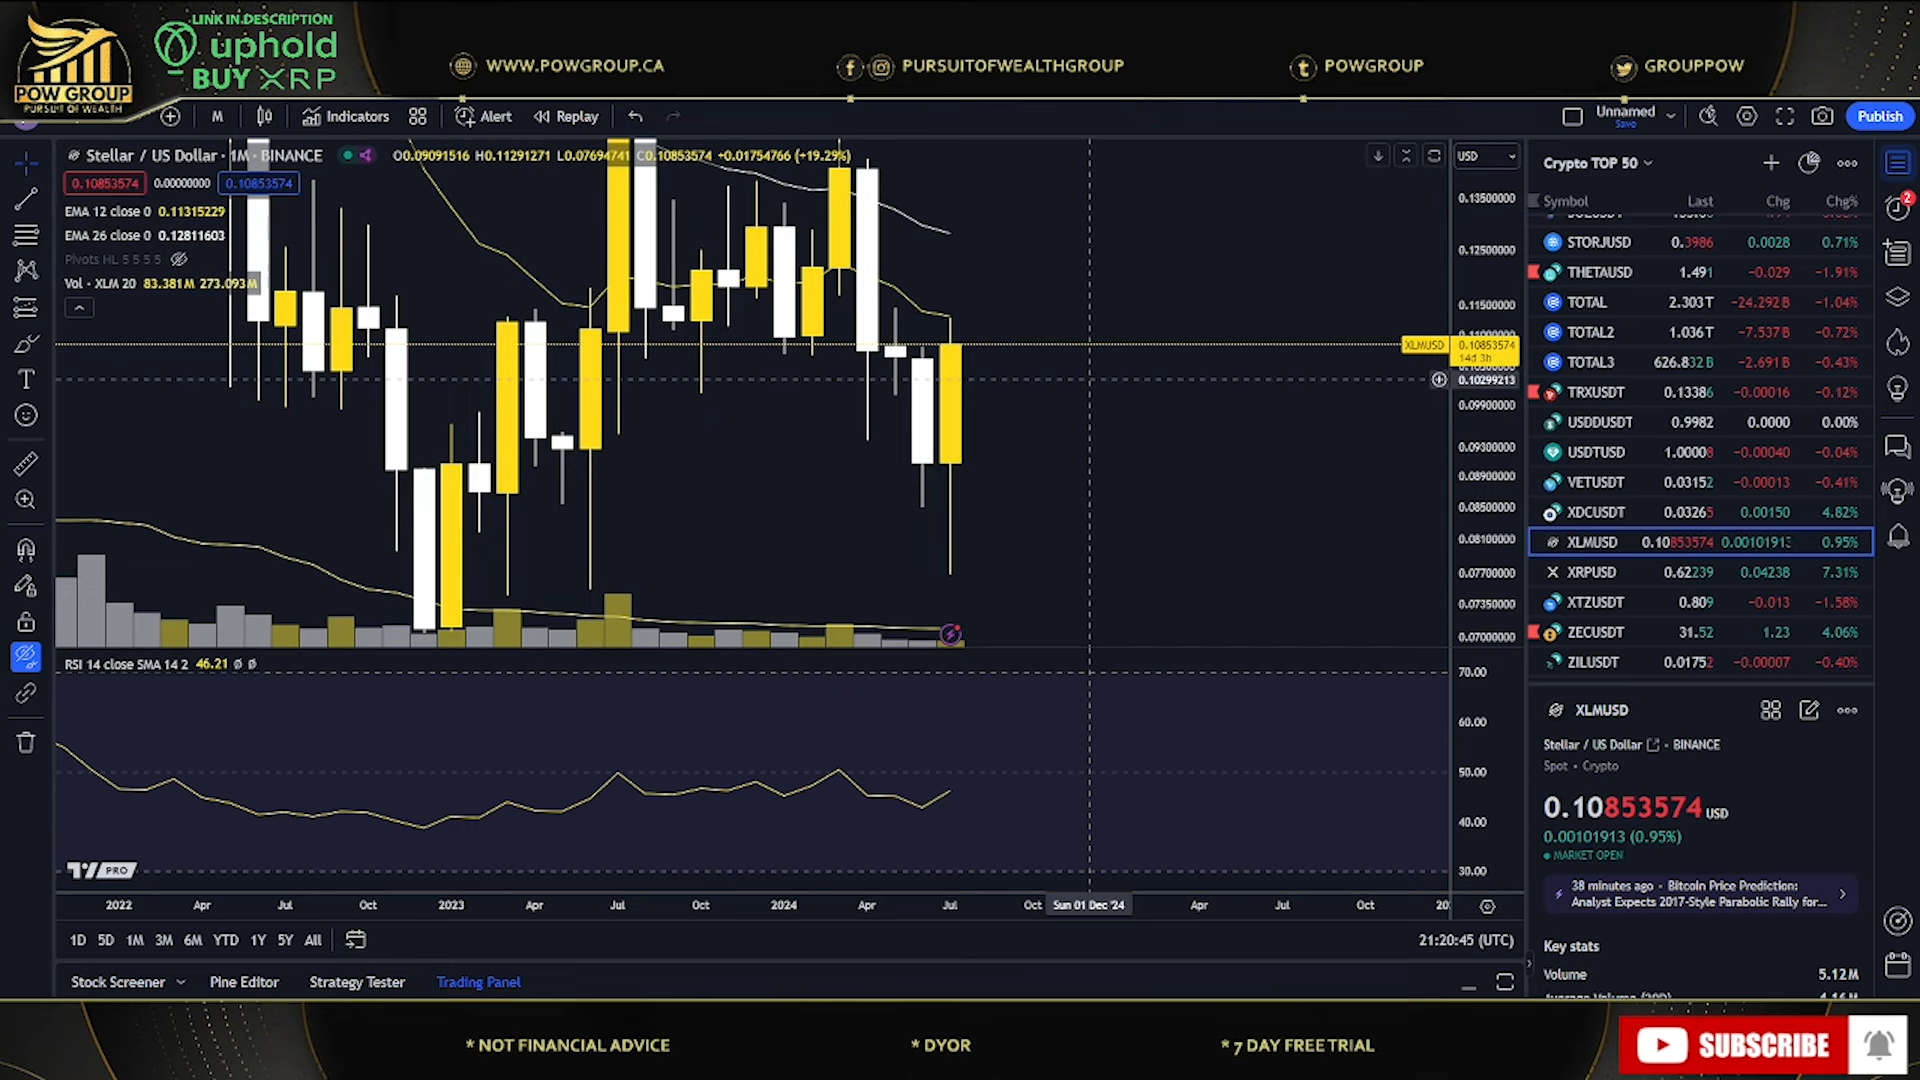 LINK IN DESCRIPTION
uphold
BUY XRP
POW GROUP
PURSUIT OF WEALTH
WWW.POWGROUP.CA
PURSUITOFWEALTHGROUP
POWGROUP
GROUPPOW
M
Indicators
Alert
Replay
Unnamed
Save
Publish
Stellar / US Dollar · 1M · BINANCE
O0.09091516 H0.11291271 L0.07694741 C0.10853574 +0.01754766 (+19.29%)
0.10853574 0.00000000 0.10853574
EMA 12 close 0 0.11315229
EMA 26 close 0 0.12811603
Pivots HL 5 5 5 5
Vol · XLM 20 83.381M 273.093M
USD
0.13500000
0.12500000
0.11500000
0.11000000
XLMUSD 0.10853574
14d 3h
0.10299213
0.09900000
0.09300000
0.08900000
0.08500000
0.08100000
0.07700000
0.07350000
0.07000000
RSI 14 close SMA 14 2 46.21 ∅ ∅
70.00
60.00
50.00
40.00
30.00
PRO
2022 Apr Jul Oct 2023 Apr Jul Oct 2024 Apr Jul Oct Sun 01 Dec '24 Apr Jul Oct
1D 5D 1M 3M 6M YTD 1Y 5Y All
21:20:45 (UTC)
Stock Screener Pine Editor Strategy Tester Trading Panel
Crypto TOP 50
Symbol Last Chg Chg%
STORJUSD 0.3986 0.0028 0.71%
THETAUSD 1.491 −0.029 −1.91%
TOTAL 2.303T −24.292B −1.04%
TOTAL2 1.036T −7.537B −0.72%
TOTAL3 626.832B −2.691B −0.43%
TRXUSDT 0.13386 −0.00016 −0.12%
USDDUSDT 0.9982 0.0000 0.00%
USDTUSD 1.00008 −0.00040 −0.04%
VETUSDT 0.03152 −0.00013 −0.41%
XDCUSDT 0.03265 0.00150 4.82%
XLMUSD 0.10853574 0.00101913 0.95%
XRPUSD 0.62239 0.04238 7.31%
XTZUSDT 0.809 −0.013 −1.58%
ZECUSDT 31.52 1.23 4.06%
ZILUSDT 0.01752 −0.00007 −0.40%
2
XLMUSD
Stellar / US Dollar · BINANCE
Spot · Crypto
0.10853574 USD
0.00101913 (0.95%)
MARKET OPEN
38 minutes ago · Bitcoin Price Prediction:
Analyst Expects 2017-Style Parabolic Rally for...
Key stats
Volume 5.12M
* NOT FINANCIAL ADVICE
* DYOR
* 7 DAY FREE TRIAL
SUBSCRIBE